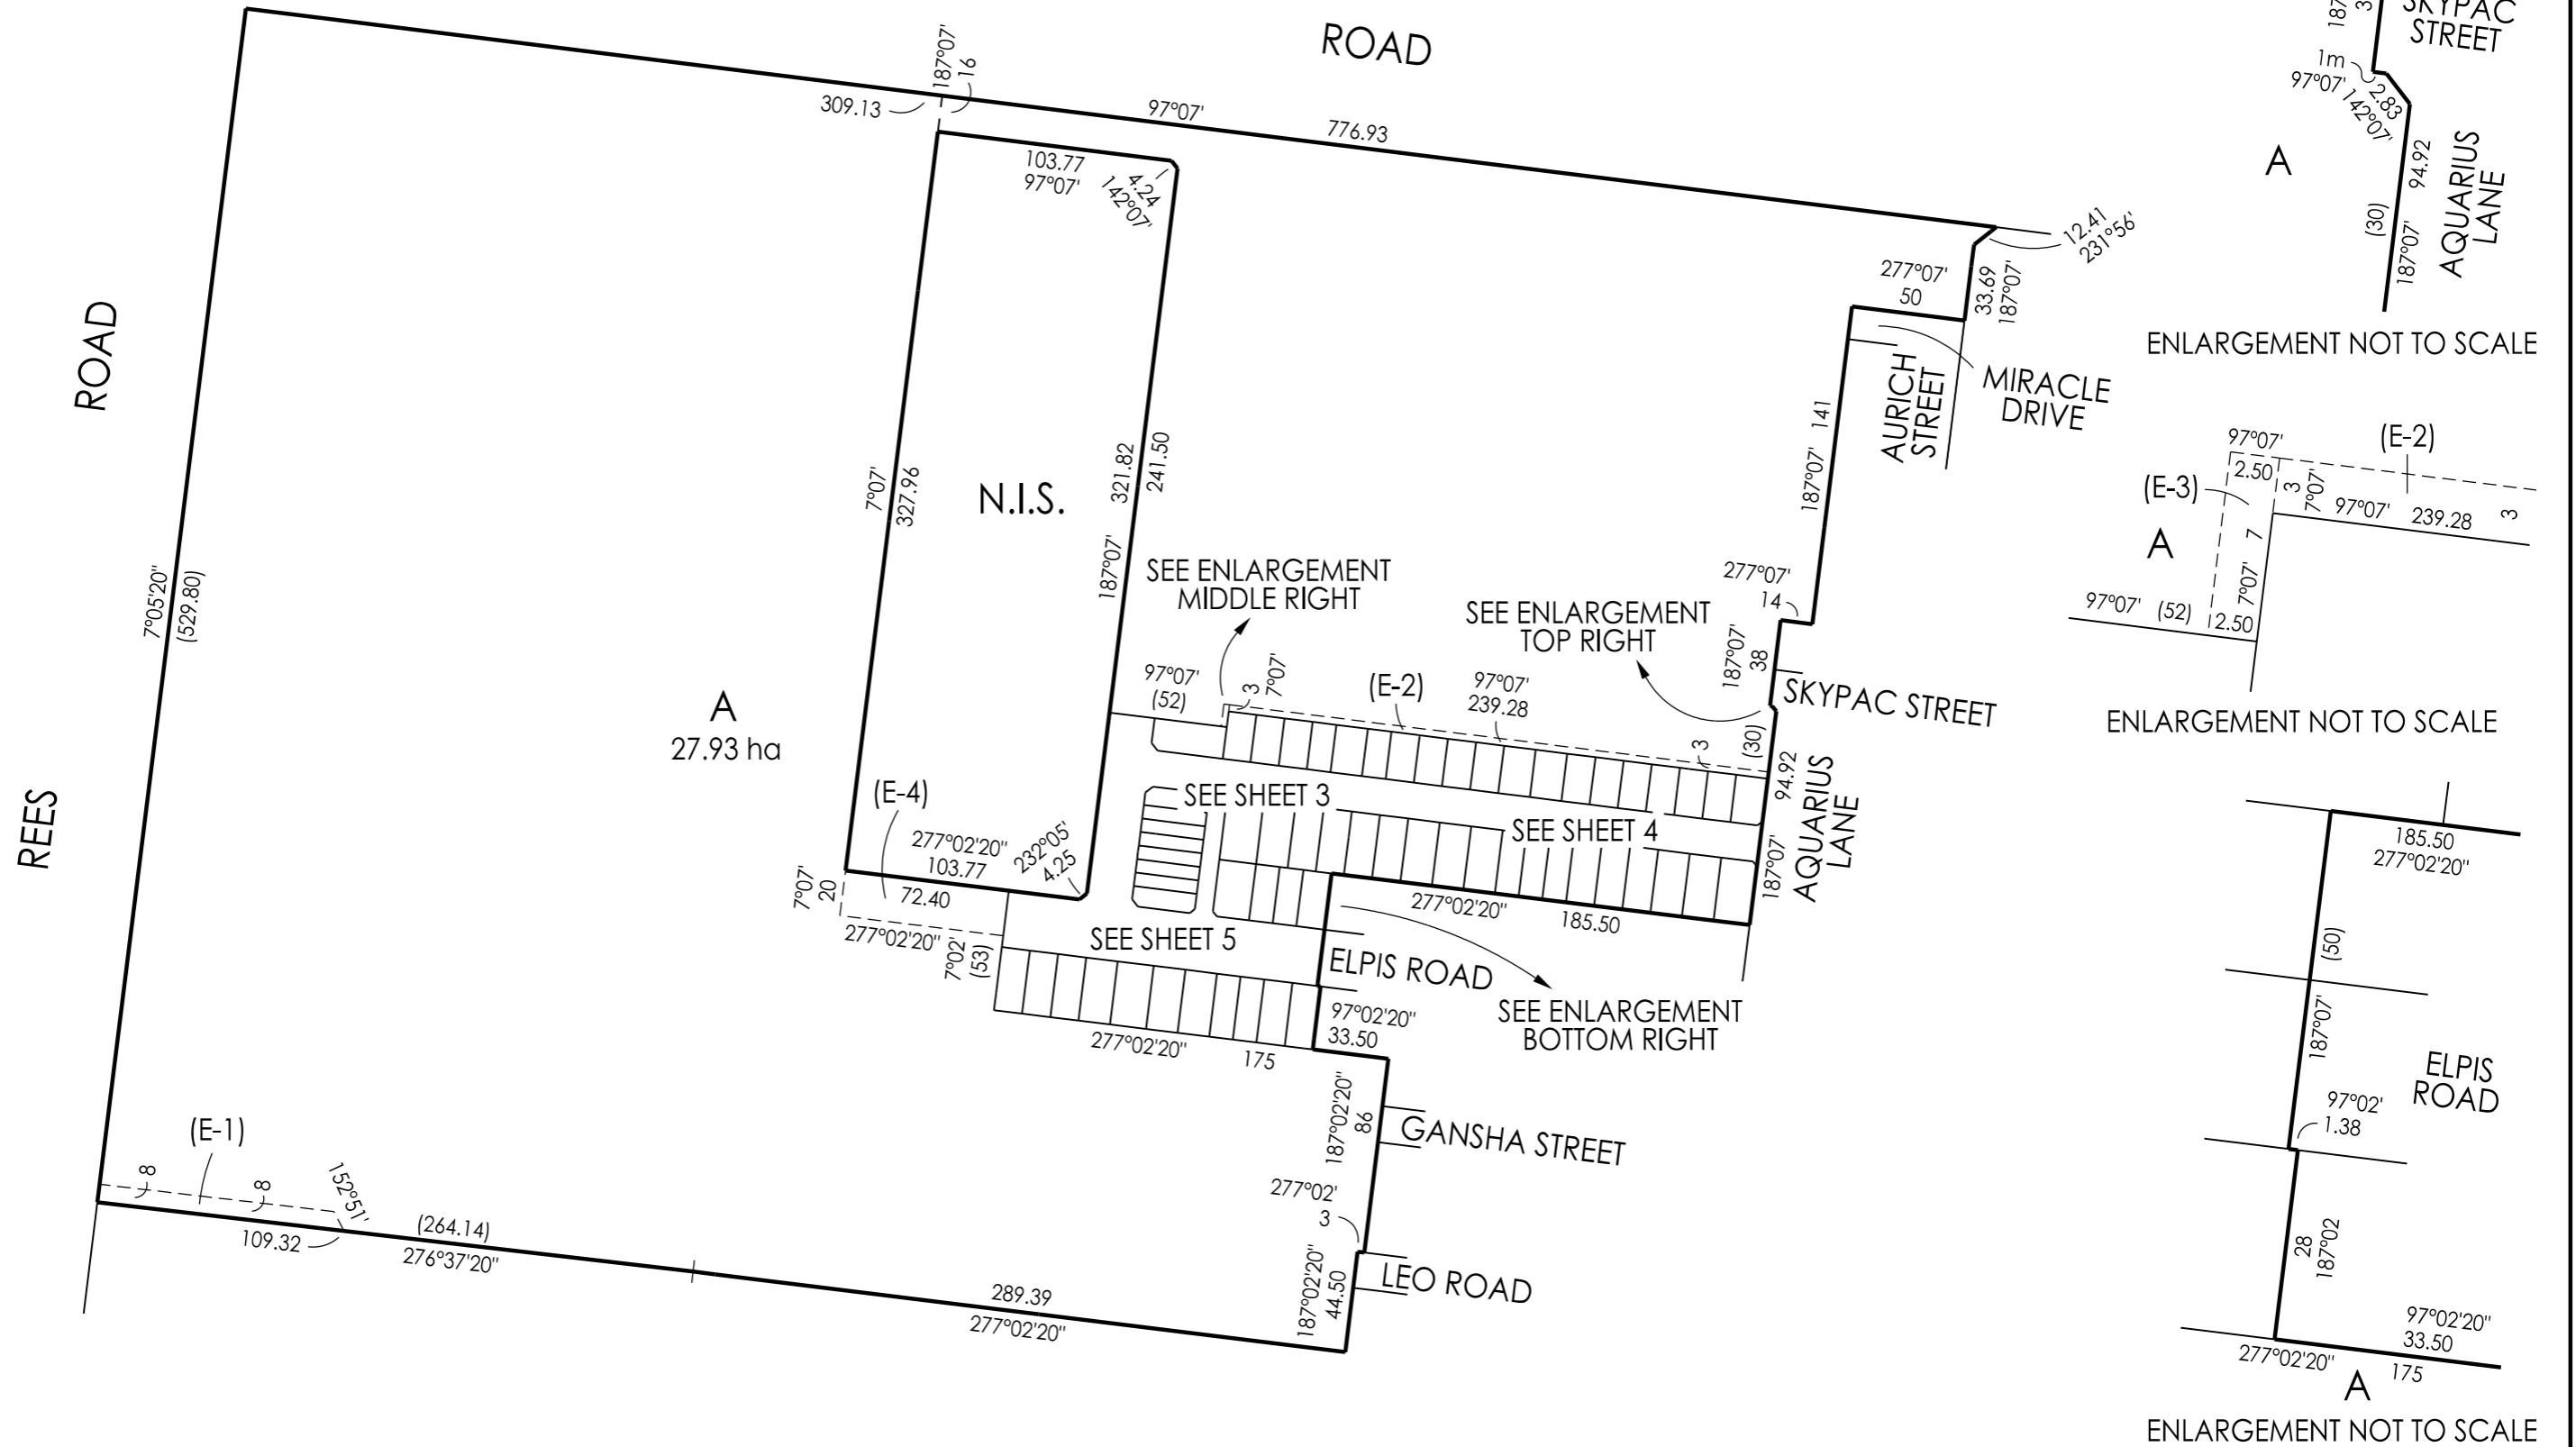 ROAD
187°07'
16
309.13
97°07'
776.93
103.77
97°07'
4.24
142°07'
12.41
231°56'
277°07'
50
33.69
187°07'
MIRACLE
DRIVE
AURICH
STREET
141
187°07'
ROAD
REES
7°05'20"
(529.80)
7°07'
327.96
N.I.S.
321.82
241.50
187°07'
SEE ENLARGEMENT
MIDDLE RIGHT
SEE ENLARGEMENT
TOP RIGHT
277°07'
14
187°07'
38
SKYPAC STREET
97°07'
(52)
3
7°07'
(E-2)
97°07'
239.28
3
(30)
94.92
187°07'
AQUARIUS
LANE
A
27.93 ha
(E-4)
277°02'20"
103.77
232°05'
4.25
72.40
7°07'
20
277°02'20"
7°02'
(53)
SEE SHEET 3
SEE SHEET 4
SEE SHEET 5
277°02'20"
185.50
ELPIS ROAD
SEE ENLARGEMENT
BOTTOM RIGHT
97°02'20"
33.50
277°02'20"
175
187°02'20"
86
GANSHA STREET
277°02'
3
187°02'20"
44.50
LEO ROAD
(E-1)
8
8
152°51'
109.32
(264.14)
276°37'20"
289.39
277°02'20"
187
3
SKYPAC
STREET
1m
97°07'
2.83
142°07'
A
94.92
(30)
187°07'
AQUARIUS
LANE
ENLARGEMENT NOT TO SCALE
97°07'
(E-2)
2.50
3
7°07'
(E-3)
97°07'
239.28
3
A
7
7°07'
97°07'
(52)
2.50
ENLARGEMENT NOT TO SCALE
185.50
277°02'20"
(50)
187°07'
ELPIS
ROAD
97°02'
1.38
28
187°02
97°02'20"
33.50
277°02'20"
175
A
ENLARGEMENT NOT TO SCALE